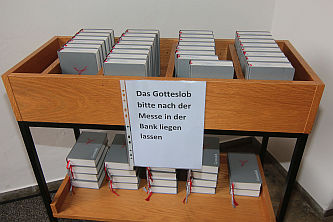 Das Gotteslob
bitte nach der
Messe in der
Bank liegen
lassen